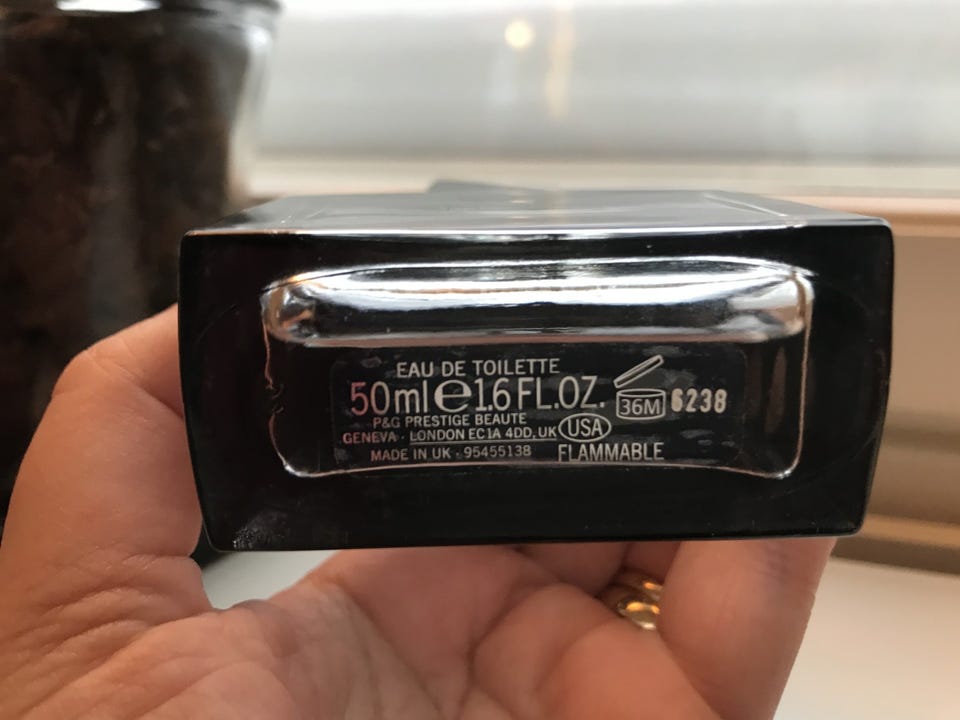 EAU DE TOILETTE
50ml ℮ 1.6 FL.OZ. 36M 6238
P&G PRESTIGE BEAUTE
GENEVA · LONDON EC1A 4DD, UK USA
MADE IN UK · 95455138 FLAMMABLE